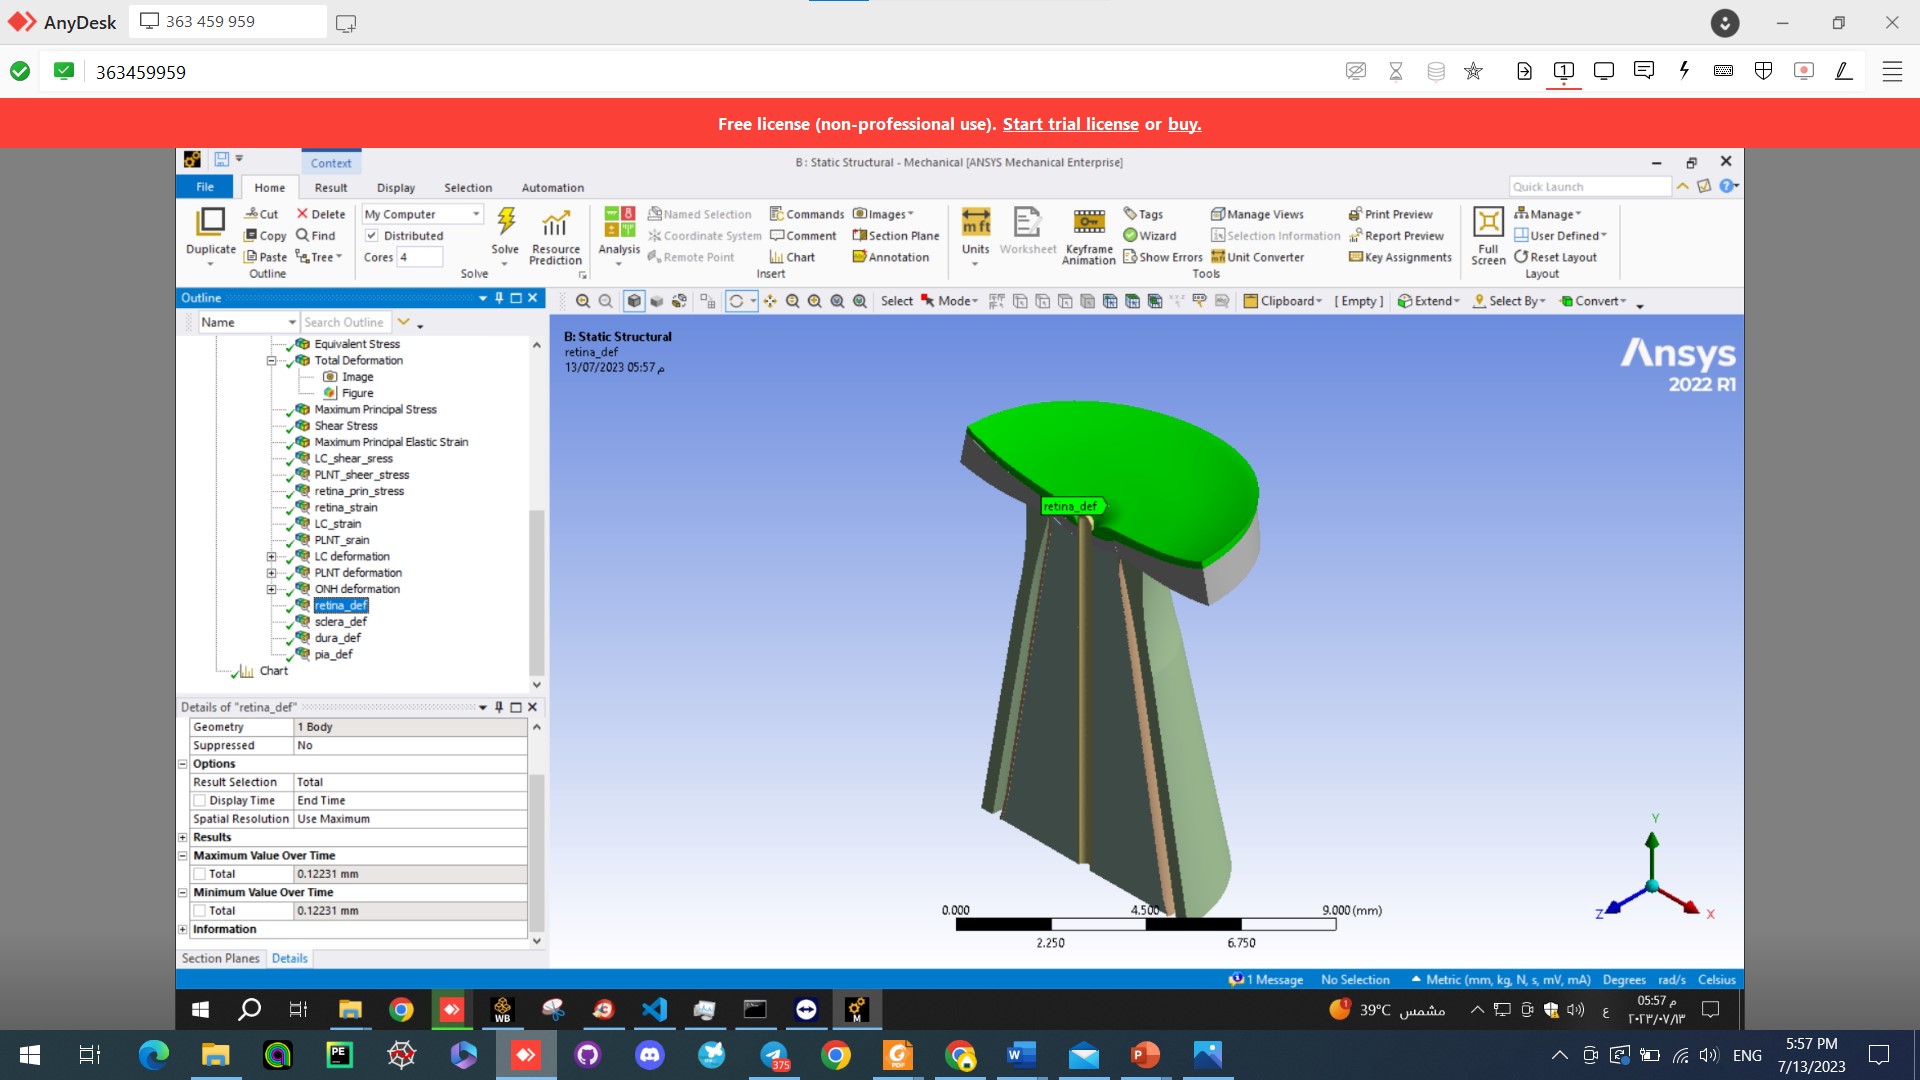 AnyDesk
363 459 959
363459959
Free license (non-professional use). Start trial license or buy.
Context
B : Static Structural - Mechanical [ANSYS Mechanical Enterprise]
File
Home
Result
Display
Selection
Automation
Quick Launch
Duplicate
Cut
Copy
Paste
Delete
Find
Tree
Outline
My Computer
Distributed
Cores 4
Solve
Resource Prediction
Solve
Analysis
Named Selection
Coordinate System
Remote Point
Commands
Comment
Chart
Images
Section Plane
Annotation
Insert
Units
Worksheet
Keyframe Animation
Tags
Wizard
Show Errors
Manage Views
Selection Information
Unit Converter
Print Preview
Report Preview
Key Assignments
Tools
Full Screen
Manage
User Defined
Reset Layout
Layout
Outline
Select
Mode
Clipboard
[ Empty ]
Extend
Select By
Convert
Name
Search Outline
Equivalent Stress
Total Deformation
Image
Figure
Maximum Principal Stress
Shear Stress
Maximum Principal Elastic Strain
LC_shear_sress
PLNT_sheer_stress
retina_prin_stress
retina_strain
LC_strain
PLNT_srain
LC deformation
PLNT deformation
ONH deformation
retina_def
sclera_def
dura_def
pia_def
Chart
Details of "retina_def"
Geometry 1 Body
Suppressed No
Options
Result Selection Total
Display Time End Time
Spatial Resolution Use Maximum
Results
Maximum Value Over Time
Total 0.12231 mm
Minimum Value Over Time
Total 0.12231 mm
Information
Section Planes
Details
B: Static Structural
retina_def
13/07/2023 05:57 م
Ansys
2022 R1
retina_def
0.000 4.500 9.000 (mm)
2.250 6.750
Y
Z
X
1 Message
No Selection
Metric (mm, kg, N, s, mV, mA)
Degrees
rad/s
Celsius
WB
M
1
39°C مشمس
ع
05:57 م
٢٠٢٣/٠٧/١٣
PE
375
PDF
W
P
ENG
5:57 PM
7/13/2023